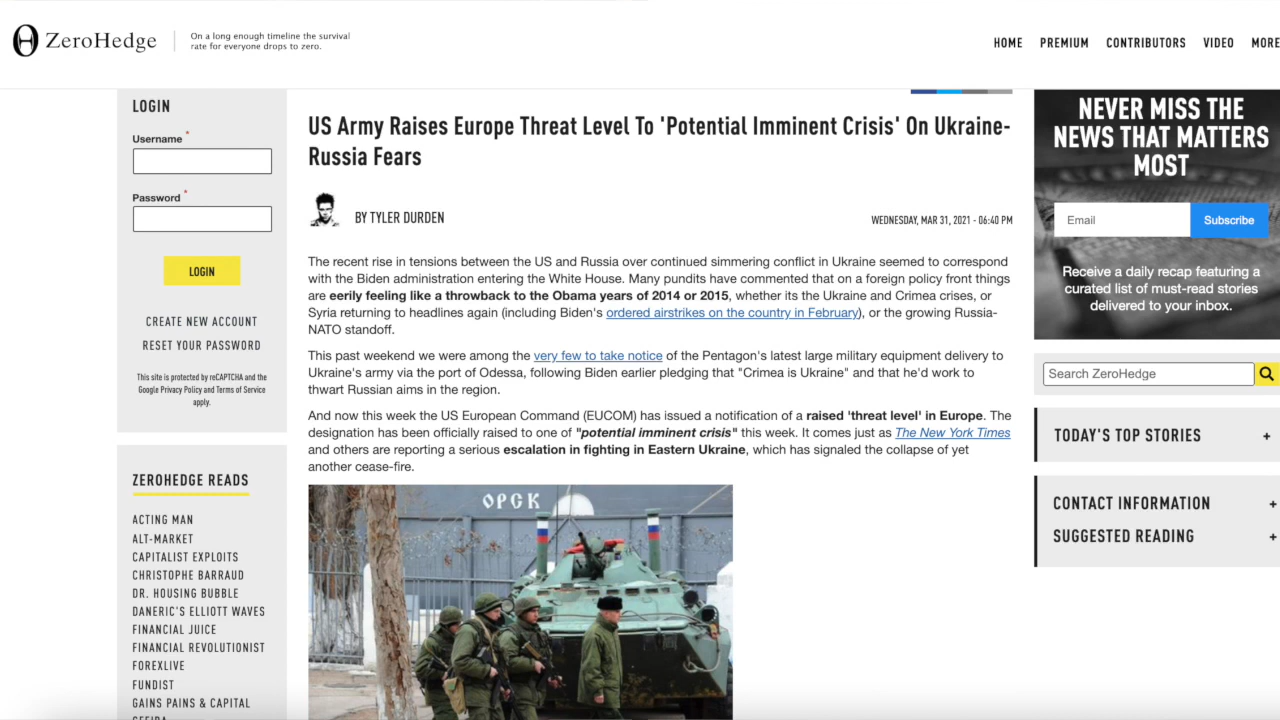 ZeroHedge
On a long enough timeline the survival
rate for everyone drops to zero.
HOME PREMIUM CONTRIBUTORS VIDEO MORE
LOGIN
Username *
Password *
LOGIN
CREATE NEW ACCOUNT
RESET YOUR PASSWORD
This site is protected by reCAPTCHA and the
Google Privacy Policy and Terms of Service
apply.
ZEROHEDGE READS
ACTING MAN
ALT-MARKET
CAPITALIST EXPLOITS
CHRISTOPHE BARRAUD
DR. HOUSING BUBBLE
DANERIC'S ELLIOTT WAVES
FINANCIAL JUICE
FINANCIAL REVOLUTIONIST
FOREXLIVE
FUNDIST
GAINS PAINS & CAPITAL
US Army Raises Europe Threat Level To 'Potential Imminent Crisis' On Ukraine-
Russia Fears
BY TYLER DURDEN
WEDNESDAY, MAR 31, 2021 - 06:40 PM
The recent rise in tensions between the US and Russia over continued simmering conflict in Ukraine seemed to correspond
with the Biden administration entering the White House. Many pundits have commented that on a foreign policy front things
are eerily feeling like a throwback to the Obama years of 2014 or 2015, whether its the Ukraine and Crimea crises, or
Syria returning to headlines again (including Biden's ordered airstrikes on the country in February), or the growing Russia-
NATO standoff.
This past weekend we were among the very few to take notice of the Pentagon's latest large military equipment delivery to
Ukraine's army via the port of Odessa, following Biden earlier pledging that "Crimea is Ukraine" and that he'd work to
thwart Russian aims in the region.
And now this week the US European Command (EUCOM) has issued a notification of a raised 'threat level' in Europe. The
designation has been officially raised to one of "potential imminent crisis" this week. It comes just as The New York Times
and others are reporting a serious escalation in fighting in Eastern Ukraine, which has signaled the collapse of yet
another cease-fire.
ОРСК
NEVER MISS THE
NEWS THAT MATTERS
MOST
Email
Subscribe
Receive a daily recap featuring a
curated list of must-read stories
delivered to your inbox.
Search ZeroHedge
TODAY'S TOP STORIES +
CONTACT INFORMATION +
SUGGESTED READING +